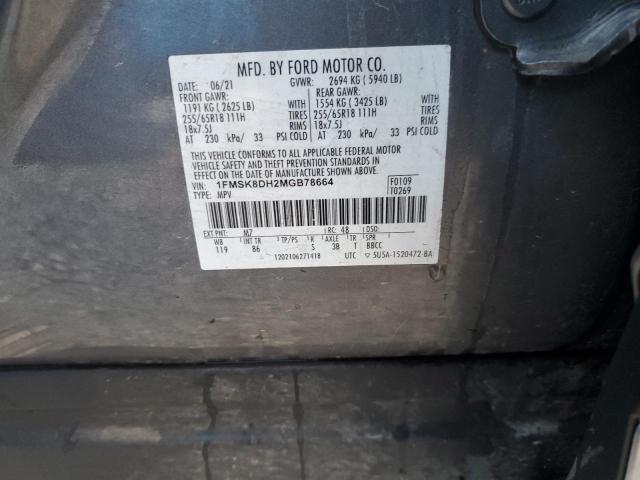 MFD. BY FORD MOTOR CO.
DATE: 06/21 GVWR: 2694 KG ( 5940 LB)
FRONT GAWR: REAR GAWR:
1191 KG ( 2625 LB) WITH 1554 KG ( 3425 LB) WITH
255/65R18 111H TIRES 255/65R18 111H TIRES
18x7.5J RIMS 18x7.5J RIMS
AT 230 kPa/ 33 PSI COLD AT 230 kPa/ 33 PSI COLD
THIS VEHICLE CONFORMS TO ALL APPLICABLE FEDERAL MOTOR
VEHICLE SAFETY AND THEFT PREVENTION STANDARDS IN
EFFECT ON THE DATE OF MANUFACTURE SHOWN ABOVE.
VIN: 1FMSK8DH2MGB78664 F0109
TYPE: MPV T0269
EXT PNT: M7 RC: 48 DSO:
WB INT TR TP/PS R AXLE TR SPR
119 86 S 3B T BBCC
1202106271418 UTC ▽ 5U5A-1520472-BA